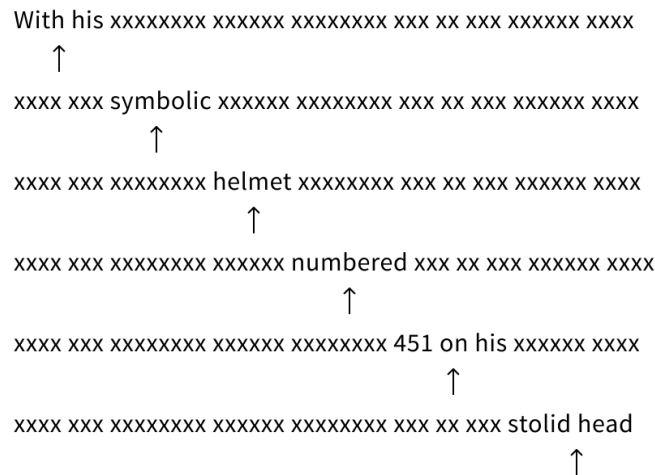 With his xxxxxxxx xxxxxx xxxxxxxx xxx xx xxx xxxxxx xxxx
↑
xxxx xxx symbolic xxxxxx xxxxxxxx xxx xx xxx xxxxxx xxxx
↑
xxxx xxx xxxxxxxx helmet xxxxxxxx xxx xx xxx xxxxxx xxxx
↑
xxxx xxx xxxxxxxx xxxxxx numbered xxx xx xxx xxxxxx xxxx
↑
xxxx xxx xxxxxxxx xxxxxx xxxxxxxx 451 on his xxxxxx xxxx
↑
xxxx xxx xxxxxxxx xxxxxx xxxxxxxx xxx xx xxx stolid head
↑